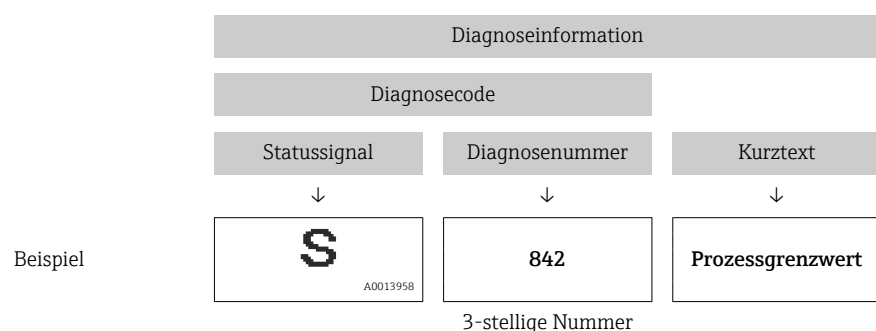 Diagnoseinformation
Diagnosecode
Statussignal Diagnosenummer Kurztext
↓ ↓ ↓
Beispiel S 842 Prozessgrenzwert
A0013958
3-stellige Nummer